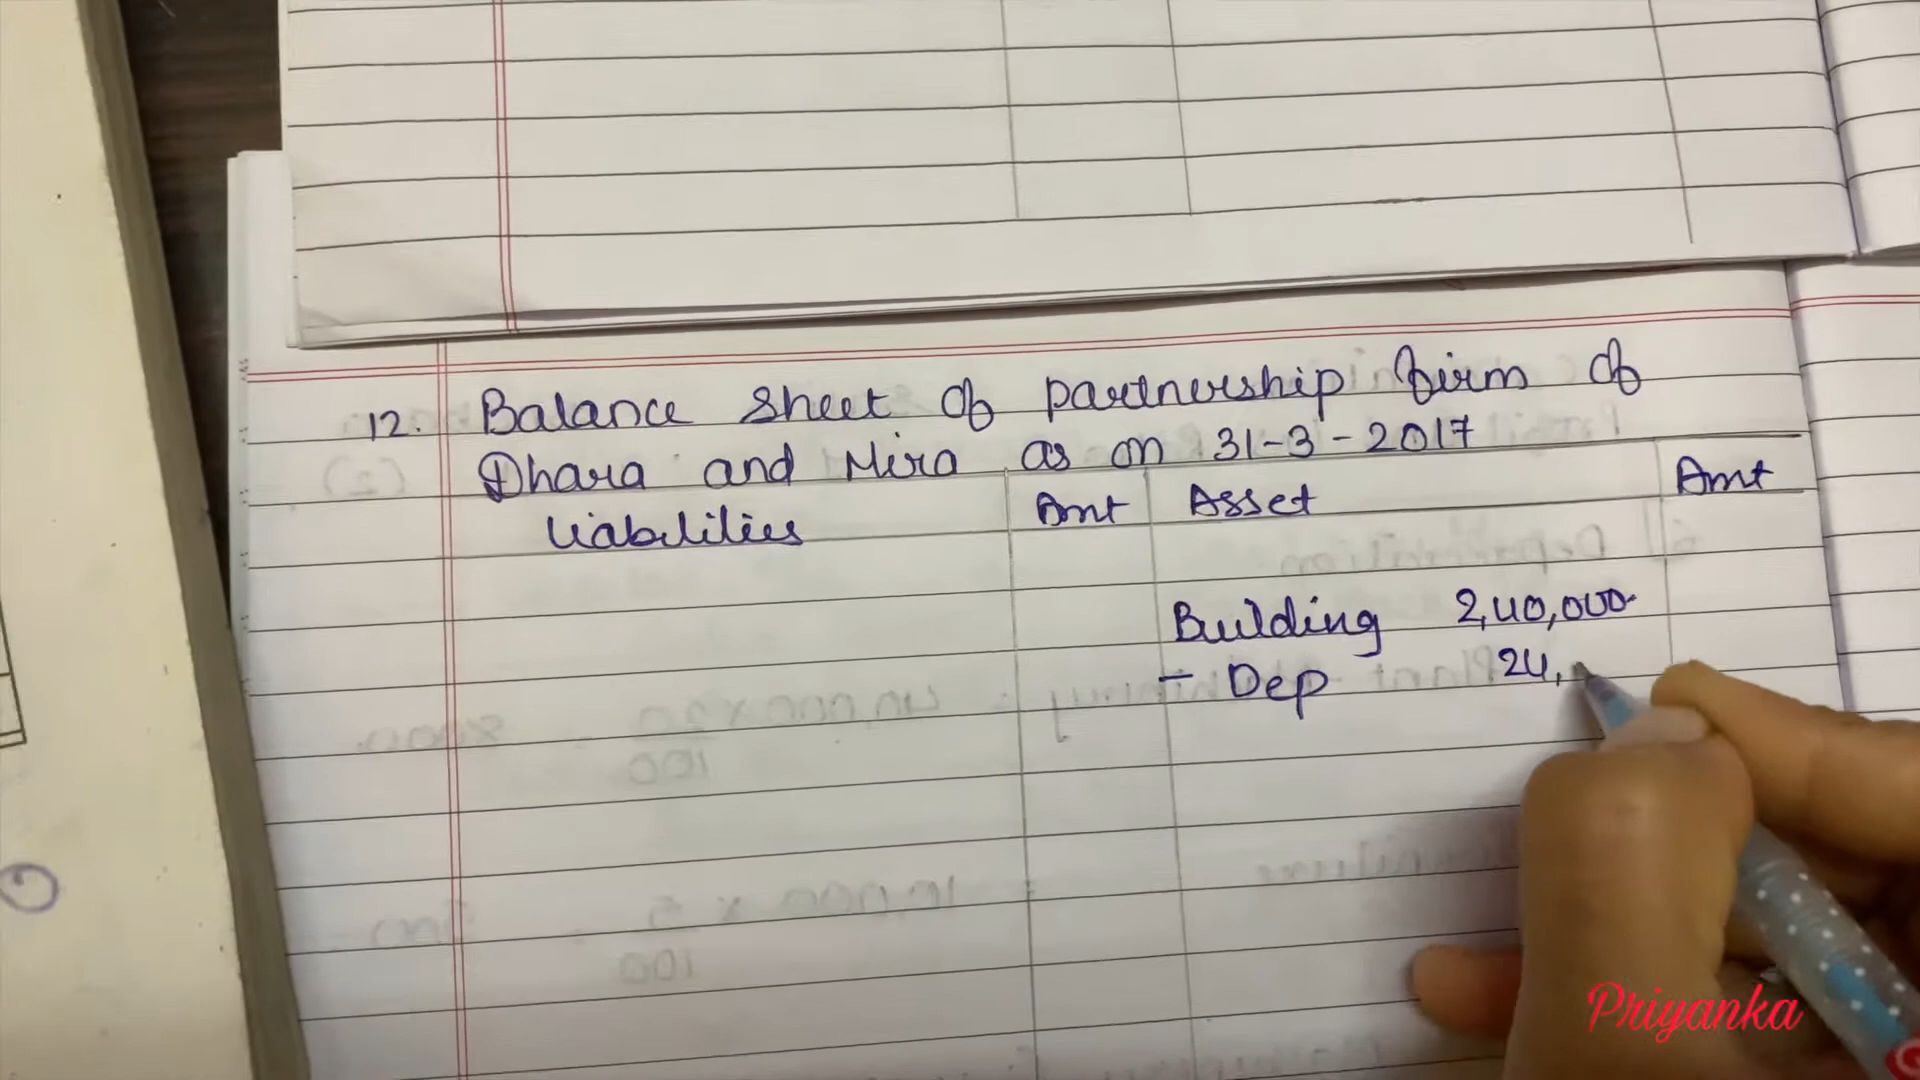 12. Balance sheet of partnership firm of
Dhara and Mira as on 31-3-2017
Liabilities Amt Asset Amt
Building 2,40,000
- Dep 24,
Priyanka